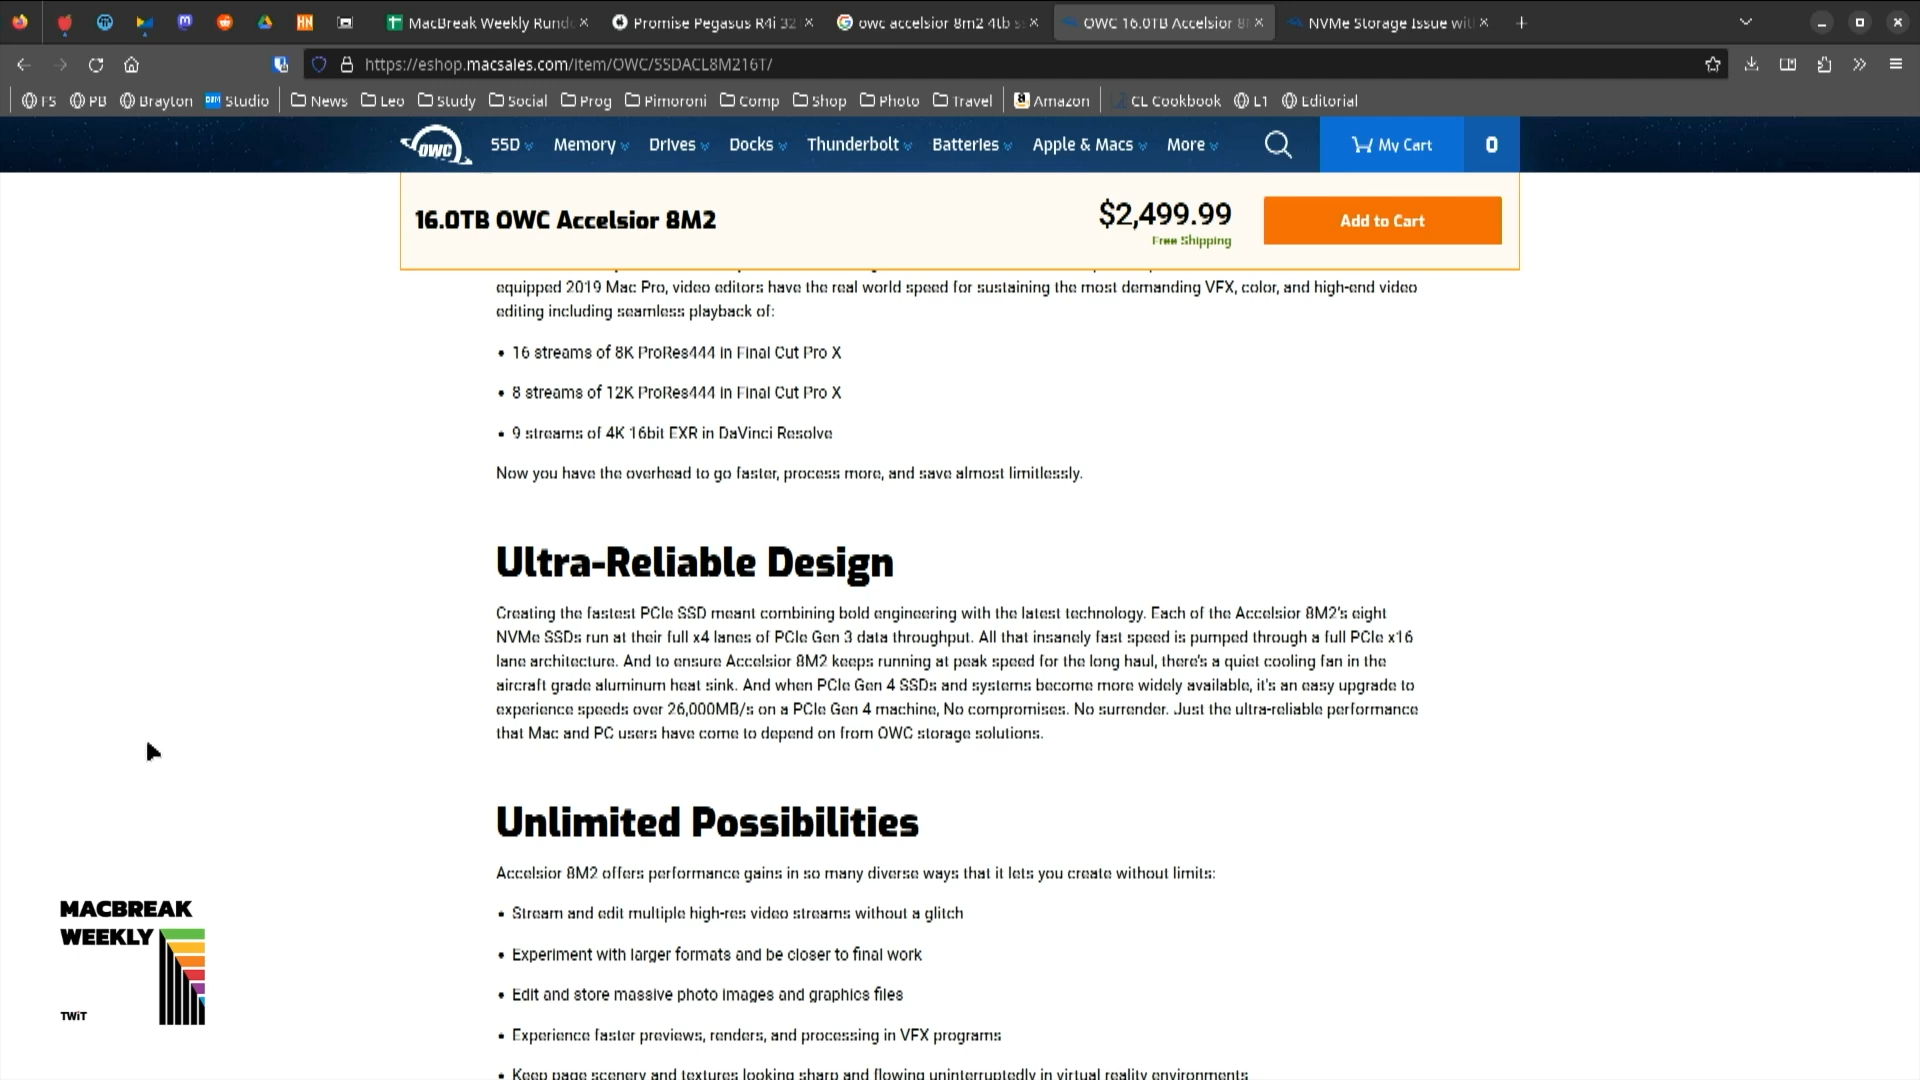 MacBreak Weekly Rund
Promise Pegasus R4i 32
owc accelsior 8m2 4tb s
OWC 16.0TB Accelsior 8
NVMe Storage Issue wit
https://eshop.macsales.com/item/OWC/SSDACL8M216T/
FS PB Brayton Studio News Leo Study Social Prog Pimoroni Comp Shop Photo Travel Amazon CL Cookbook L1 Editorial
OWC SSD Memory Drives Docks Thunderbolt Batteries Apple & Macs More My Cart 0
16.0TB OWC Accelsior 8M2
$2,499.99
Free Shipping
Add to Cart
equipped 2019 Mac Pro, video editors have the real world speed for sustaining the most demanding VFX, color, and high-end video
editing including seamless playback of:
• 16 streams of 8K ProRes444 in Final Cut Pro X
• 8 streams of 12K ProRes444 in Final Cut Pro X
• 9 streams of 4K 16bit EXR in DaVinci Resolve
Now you have the overhead to go faster, process more, and save almost limitlessly.
Ultra-Reliable Design
Creating the fastest PCIe SSD meant combining bold engineering with the latest technology. Each of the Accelsior 8M2's eight
NVMe SSDs run at their full x4 lanes of PCIe Gen 3 data throughput. All that insanely fast speed is pumped through a full PCIe x16
lane architecture. And to ensure Accelsior 8M2 keeps running at peak speed for the long haul, there's a quiet cooling fan in the
aircraft grade aluminum heat sink. And when PCIe Gen 4 SSDs and systems become more widely available, it's an easy upgrade to
experience speeds over 26,000MB/s on a PCIe Gen 4 machine, No compromises. No surrender. Just the ultra-reliable performance
that Mac and PC users have come to depend on from OWC storage solutions.
Unlimited Possibilities
Accelsior 8M2 offers performance gains in so many diverse ways that it lets you create without limits:
• Stream and edit multiple high-res video streams without a glitch
• Experiment with larger formats and be closer to final work
• Edit and store massive photo images and graphics files
• Experience faster previews, renders, and processing in VFX programs
• Keep page scenery and textures looking sharp and flowing uninterruptedly in virtual reality environments
MACBREAK
WEEKLY
TWiT